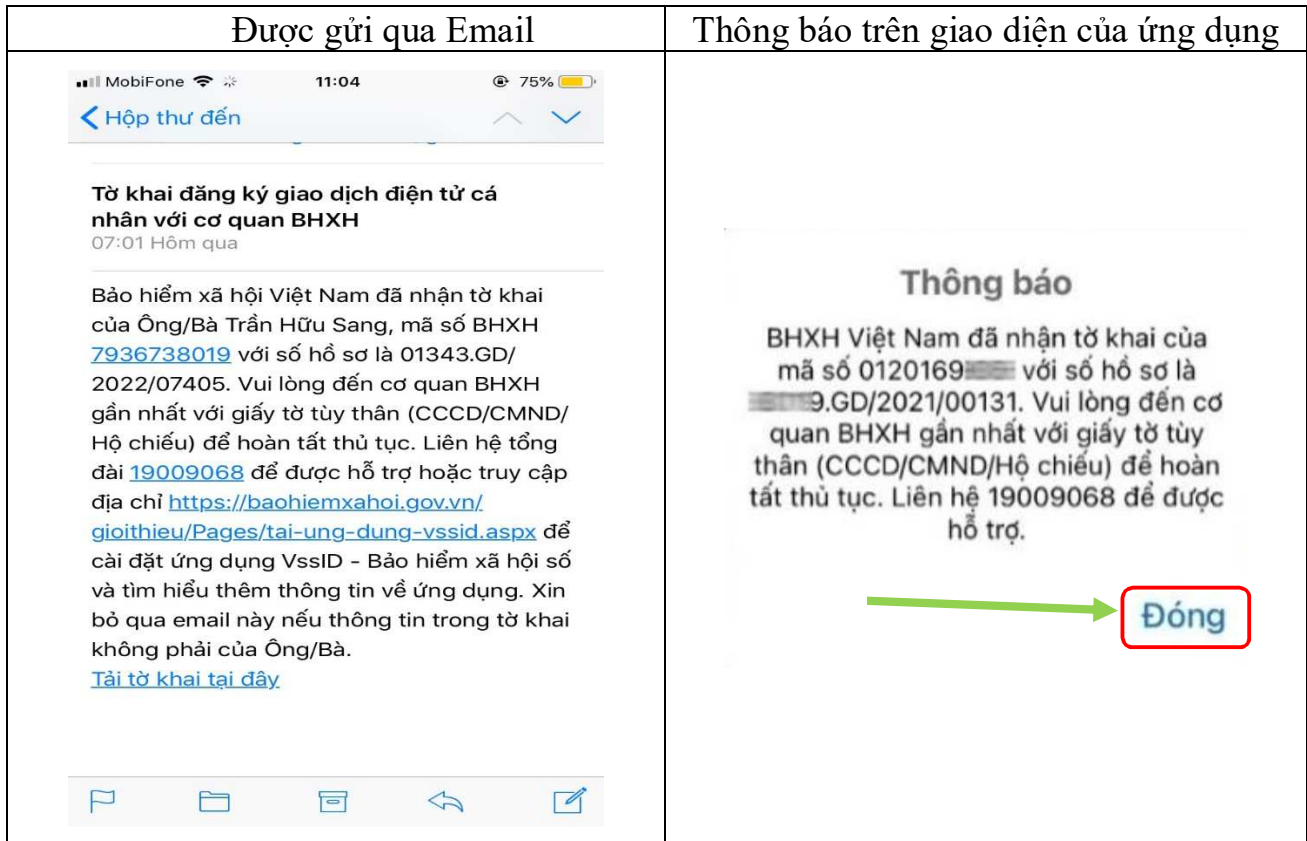 Được gửi qua Email
Thông báo trên giao diện của ứng dụng
MobiFone 11:04 75%
Hộp thư đến
Tờ khai đăng ký giao dịch điện tử cá
nhân với cơ quan BHXH
07:01 Hôm qua
Bảo hiểm xã hội Việt Nam đã nhận tờ khai
của Ông/Bà Trần Hữu Sang, mã số BHXH
7936738019 với số hồ sơ là 01343.GD/
2022/07405. Vui lòng đến cơ quan BHXH
gần nhất với giấy tờ tùy thân (CCCD/CMND/
Hộ chiếu) để hoàn tất thủ tục. Liên hệ tổng
đài 19009068 để được hỗ trợ hoặc truy cập
địa chỉ https://baohiemxahoi.gov.vn/
gioithieu/Pages/tai-ung-dung-vssid.aspx để
cài đặt ứng dụng VssID - Bảo hiểm xã hội số
và tìm hiểu thêm thông tin về ứng dụng. Xin
bỏ qua email này nếu thông tin trong tờ khai
không phải của Ông/Bà.
Tải tờ khai tại đây
Thông báo
BHXH Việt Nam đã nhận tờ khai của
mã số 0120169 với số hồ sơ là
9.GD/2021/00131. Vui lòng đến cơ
quan BHXH gần nhất với giấy tờ tùy
thân (CCCD/CMND/Hộ chiếu) để hoàn
tất thủ tục. Liên hệ 19009068 để được
hỗ trợ.
Đóng